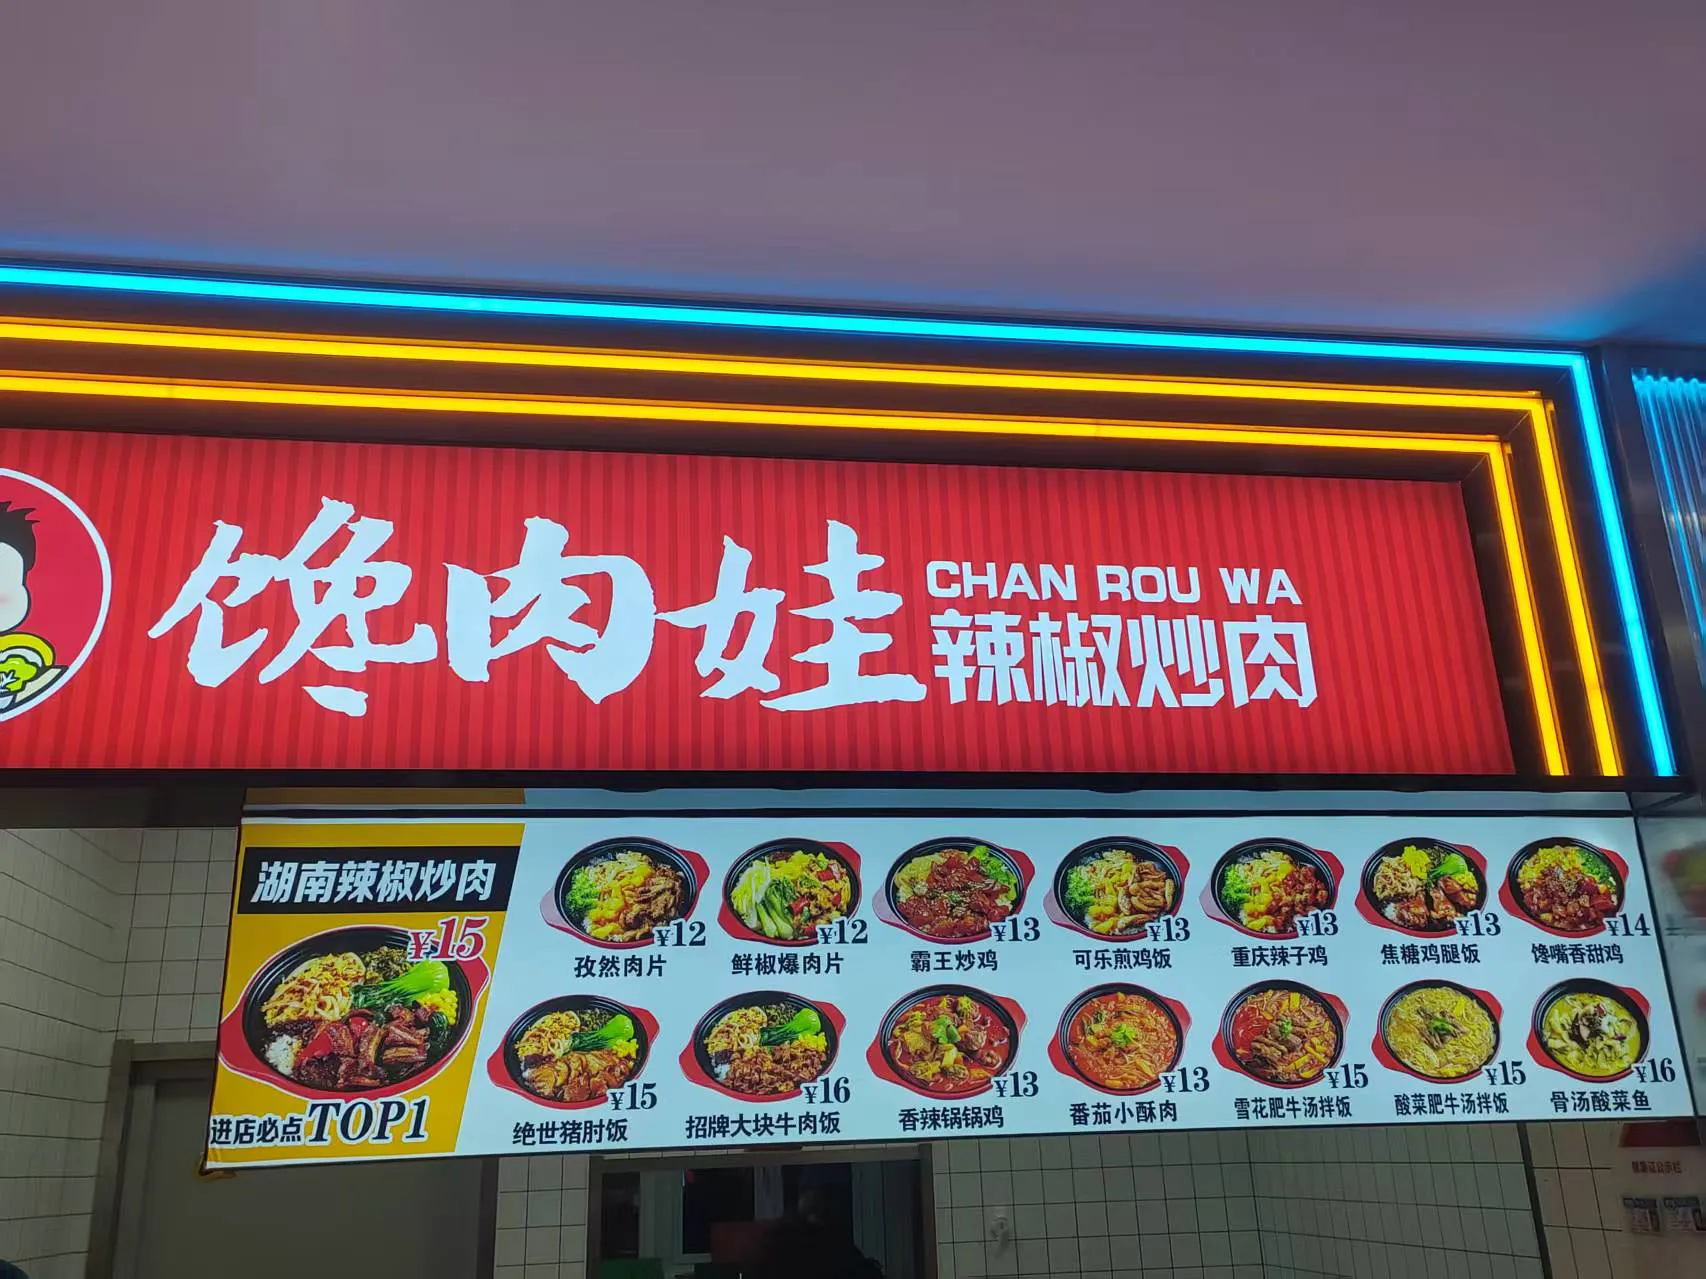 馋肉娃
CHAN ROU WA
辣椒炒肉
湖南辣椒炒肉
¥15
进店必点TOP1
¥12
孜然肉片
¥12
鲜椒爆肉片
¥13
霸王炒鸡
¥13
可乐煎鸡饭
¥13
重庆辣子鸡
¥13
焦糖鸡腿饭
¥14
馋嘴香甜鸡
¥15
绝世猪肘饭
¥16
招牌大块牛肉饭
¥13
香辣锅锅鸡
¥13
番茄小酥肉
¥15
雪花肥牛汤拌饭
¥15
酸菜肥牛汤拌饭
¥16
骨汤酸菜鱼